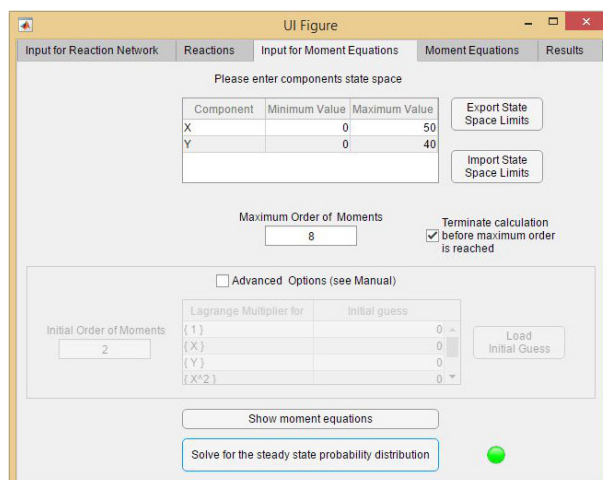 UI Figure
Input for Reaction Network Reactions Input for Moment Equations Moment Equations Results
Please enter components state space
Component Minimum Value Maximum Value
X 0 50
Y 0 40
Export State
Space Limits
Import State
Space Limits
Maximum Order of Moments
8
Terminate calculation
before maximum order
is reached
Advanced Options (see Manual)
Initial Order of Moments
2
Lagrange Multiplier for Initial guess
{ 1 } 0
{ X } 0
{ Y } 0
{ X^2 } 0
Load
Initial Guess
Show moment equations
Solve for the steady state probability distribution